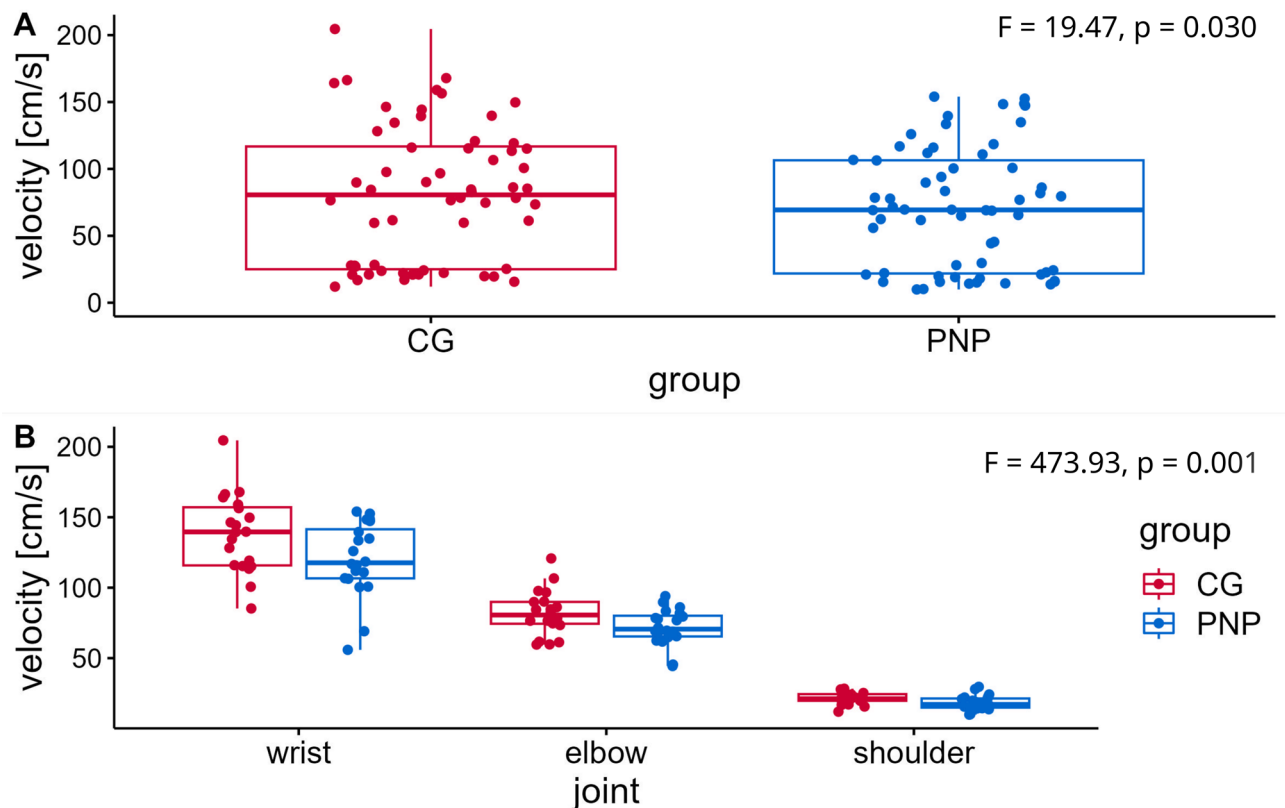 A
F = 19.47, p = 0.030
velocity [cm/s]
200
150
100
50
0
CG
PNP
group
B
F = 473.93, p = 0.001
velocity [cm/s]
200
150
100
50
group
CG
PNP
wrist
elbow
shoulder
joint